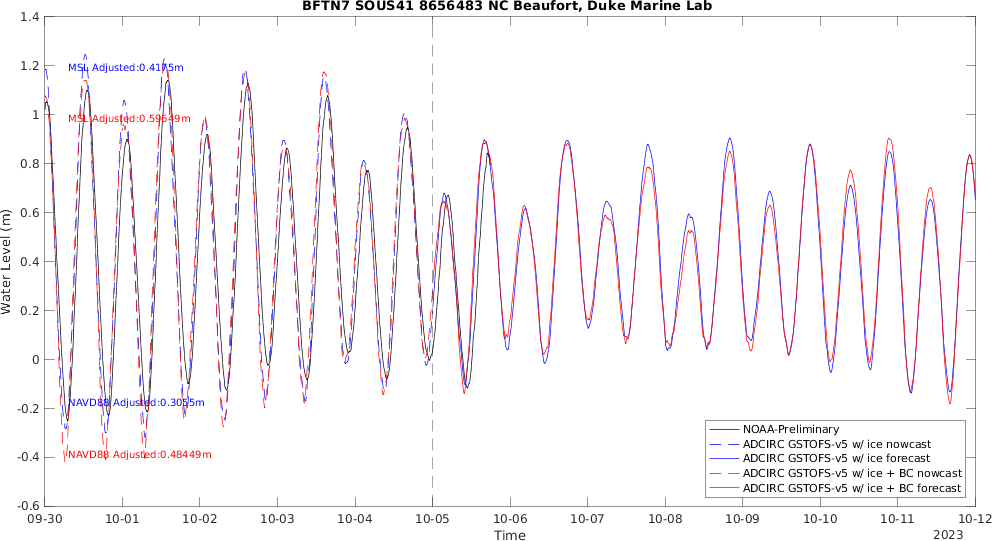 BFTN7 SOUS41 8656483 NC Beaufort, Duke Marine Lab
Water Level (m)
1.4
1.2
1
0.8
0.6
0.4
0.2
0
-0.2
-0.4
-0.6
MSL Adjusted:0.4175m
MSL Adjusted:0.59649m
NAVD88 Adjusted:0.3055m
NAVD88 Adjusted:0.48449m
NOAA-Preliminary
ADCIRC GSTOFS-v5 w/ ice nowcast
ADCIRC GSTOFS-v5 w/ ice forecast
ADCIRC GSTOFS-v5 w/ ice + BC nowcast
ADCIRC GSTOFS-v5 w/ ice + BC forecast
09-30 10-01 10-02 10-03 10-04 10-05 10-06 10-07 10-08 10-09 10-10 10-11 10-12
Time
2023